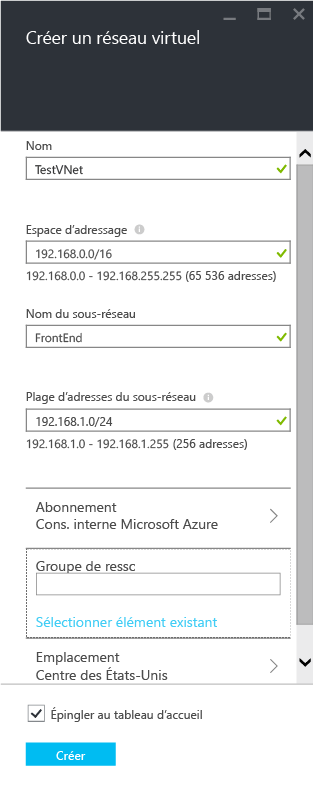 Créer un réseau virtuel
Nom
TestVNet
Espace d'adressage
192.168.0.0/16
192.168.0.0 - 192.168.255.255 (65 536 adresses)
Nom du sous-réseau
FrontEnd
Plage d'adresses du sous-réseau
192.168.1.0/24
192.168.1.0 - 192.168.1.255 (256 adresses)
Abonnement
Cons. interne Microsoft Azure
Groupe de ressc
Sélectionner élément existant
Emplacement
Centre des États-Unis
Épingler au tableau d'accueil
Créer